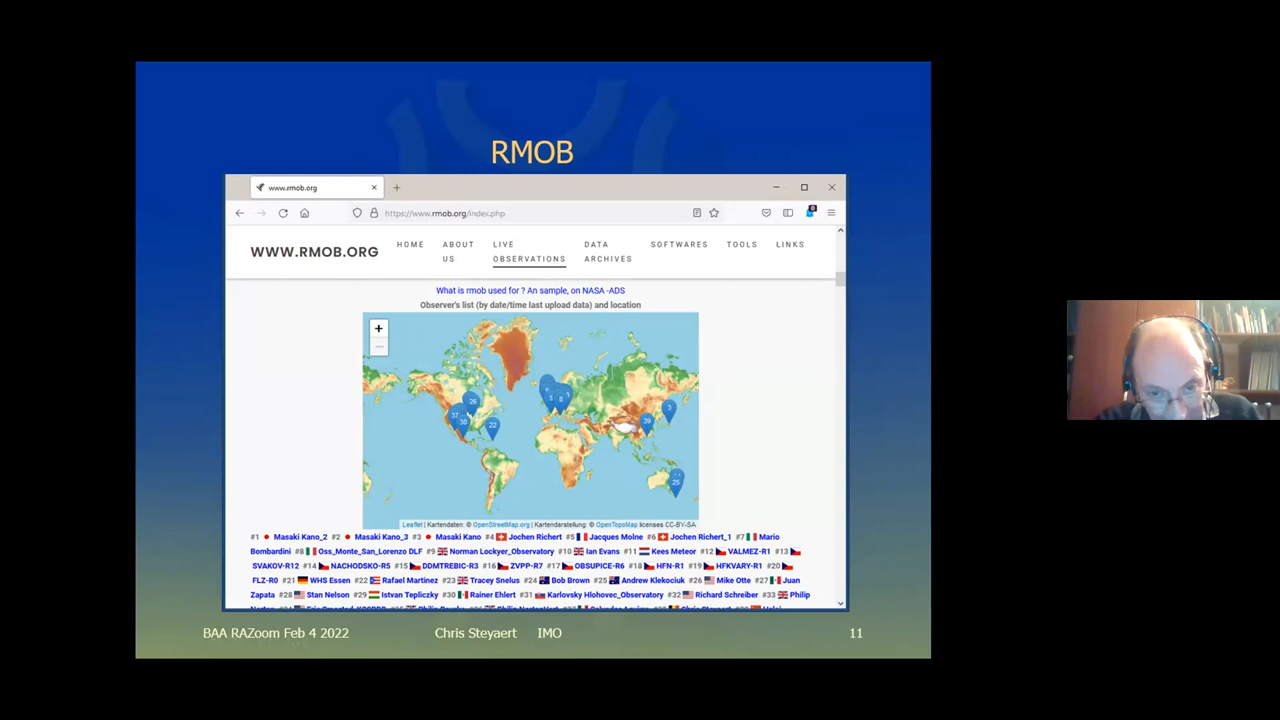 RMOB
www.rmob.org
https://www.rmob.org/index.php
0
WWW.RMOB.ORG
HOME
ABOUT US
LIVE OBSERVATIONS
DATA ARCHIVES
SOFTWARES
TOOLS
LINKS
What is rmob used for ? An sample, on NASA -ADS
Observer's list (by date/time last upload data) and location
+
−
26
37
30
22
3
39
25
Leaflet | Kartendaten: © OpenStreetMap.org | Kartendarstellung: © OpenTopoMap licenses CC-BY-SA
#1 Masaki Kano_2 #2 Masaki Kano_3 #3 Masaki Kano #4 Jochen Richert #5 Jacques Molne #6 Jochen Richert_1 #7 Mario
Bombardini #8 Oss_Monte_San_Lorenzo DLF #9 Norman Lockyer_Observatory #10 Ian Evans #11 Kees Meteor #12 VALMEZ-R1 #13
SVAKOV-R12 #14 NACHODSKO-R5 #15 DDMTREBIC-R3 #16 ZVPP-R7 #17 OBSUPICE-R6 #18 HFN-R1 #19 HFKVARY-R1 #20
FLZ-R0 #21 WHS Essen #22 Rafael Martinez #23 Tracey Snelus #24 Bob Brown #25 Andrew Klekociuk #26 Mike Otte #27 Juan
Zapata #28 Stan Nelson #29 Istvan Tepliczky #30 Rainer Ehlert #31 Karlovsky Hlohovec_Observatory #32 Richard Schreiber #33 Philip
BAA RAZoom Feb 4 2022
Chris Steyaert IMO
11